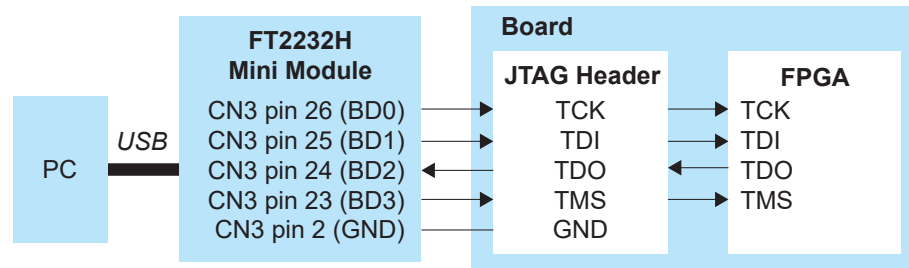 PC
USB
FT2232H
Mini Module
CN3 pin 26 (BD0)
CN3 pin 25 (BD1)
CN3 pin 24 (BD2)
CN3 pin 23 (BD3)
CN3 pin 2 (GND)
Board
JTAG Header
TCK
TDI
TDO
TMS
GND
FPGA
TCK
TDI
TDO
TMS